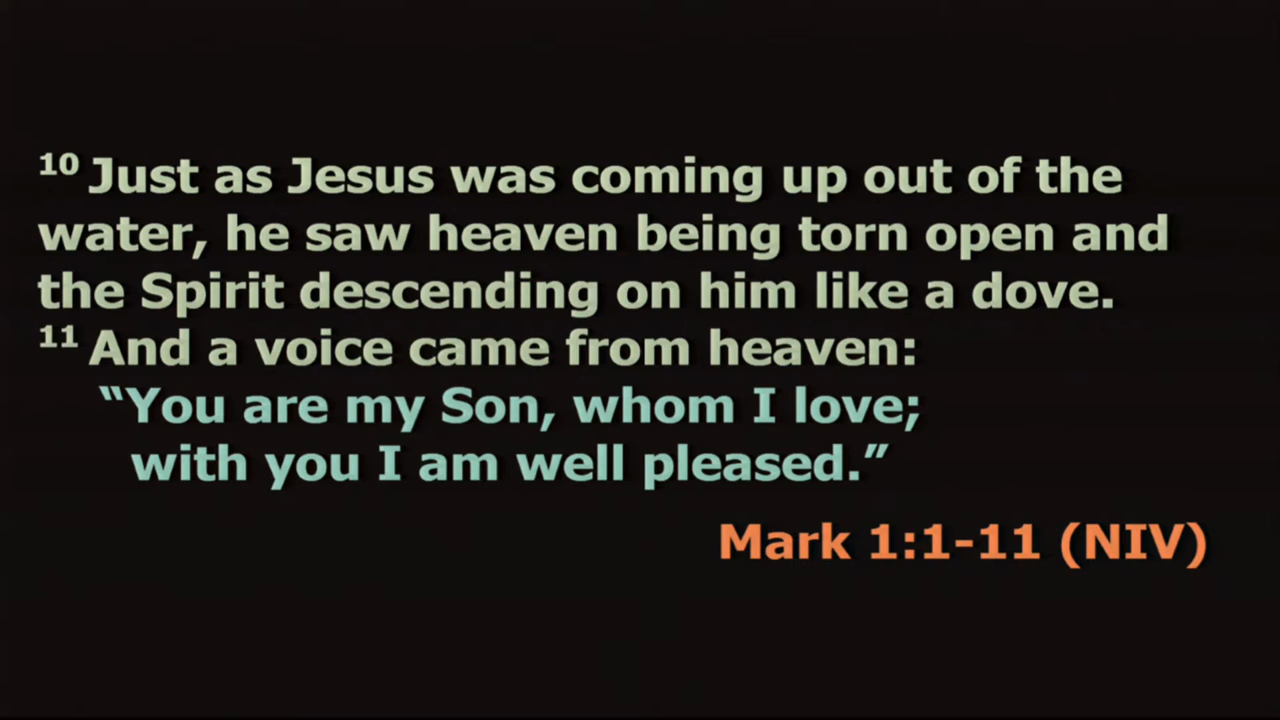 10 Just as Jesus was coming up out of the
water, he saw heaven being torn open and
the Spirit descending on him like a dove.
11 And a voice came from heaven:
“You are my Son, whom I love;
with you I am well pleased.”
Mark 1:1-11 (NIV)